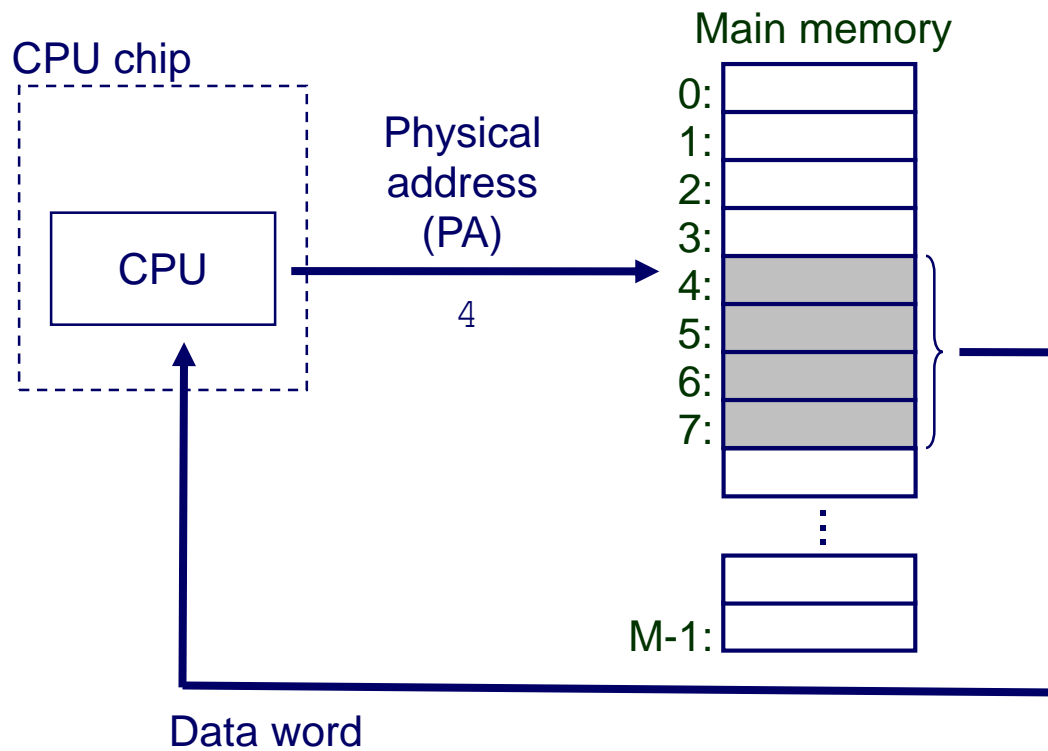 Main memory
CPU chip
0:
1:
Physical
address
(PA)
2:
3:
CPU
4:
4
5:
6:
7:
M-1:
Data word